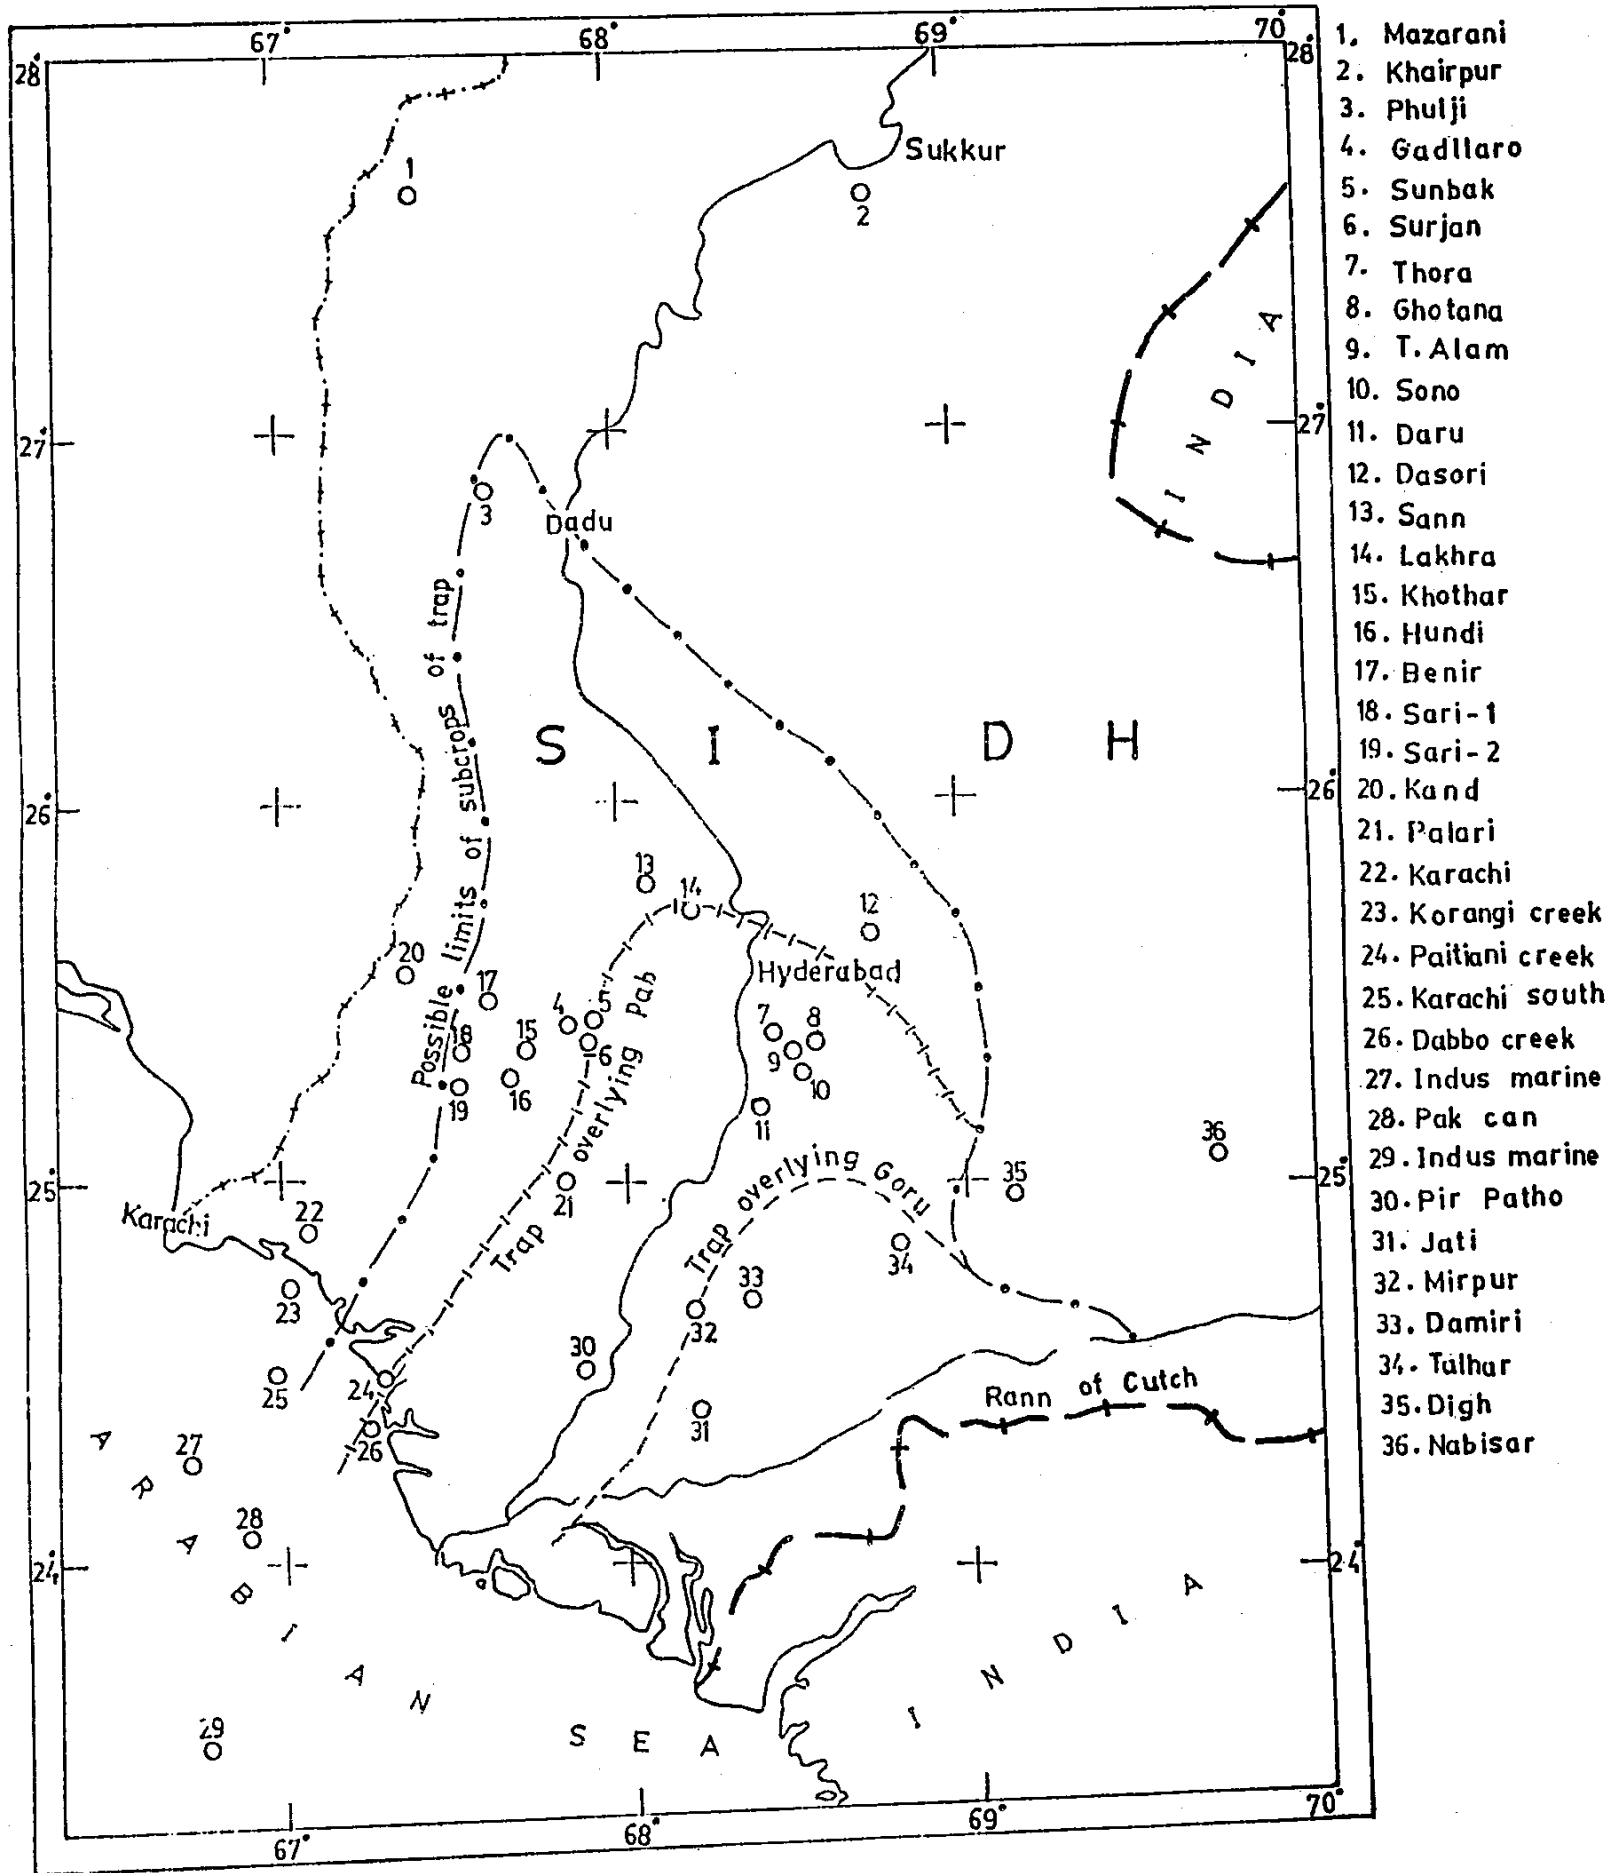 67° 68° 69° 70°
28° 28°
1
Sukkur
2
INDIA
27° 27°
3
Dadu
Possible limits of subcrops of trap
SIDH
26° 26°
13
14
12
20
17
Hyderabad
4 5
7 8
18 15
6
9
10
19 16
11
Trap overlying Pab
36
25° 25°
21
35
Trap overlying Goru
Karachi
22
34
23
33
32
30
24
25
31
Rann of Cutch
26
27
28
24° 24°
ARABIAN SEA
INDIA
29
67° 68° 69° 70°
1. Mazarani
2. Khairpur
3. Phulji
4. Gadllaro
5. Sunbak
6. Surjan
7. Thora
8. Ghotana
9. T. Alam
10. Sono
11. Daru
12. Dasori
13. Sann
14. Lakhra
15. Khothar
16. Hundi
17. Benir
18. Sari-1
19. Sari-2
20. Kand
21. Palari
22. Karachi
23. Korangi creek
24. Paitiani creek
25. Karachi south
26. Dabbo creek
27. Indus marine
28. Pak can
29. Indus marine
30. Pir Patho
31. Jati
32. Mirpur
33. Damiri
34. Tulhar
35. Digh
36. Nabisar